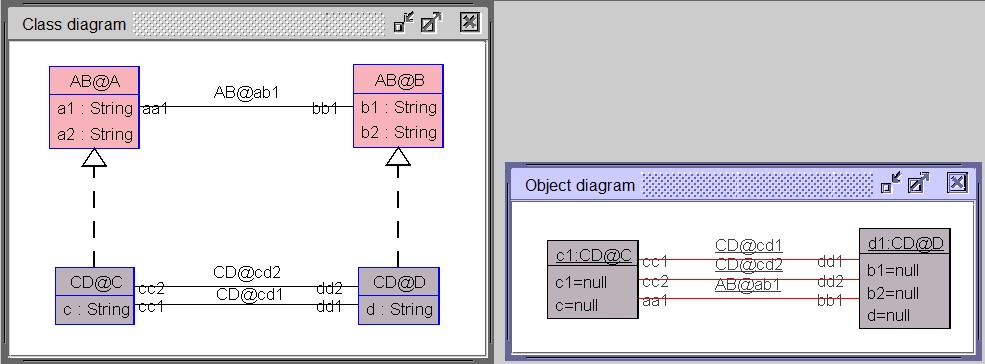 Class diagram
AB@A
a1 : String
a2 : String
AB@ab1
aa1
bb1
AB@B
b1 : String
b2 : String
CD@C
c : String
CD@cd2
cc2
dd2
CD@cd1
cc1
dd1
CD@D
d : String
Object diagram
c1:CD@C
c1=null
c=null
CD@cd1
cc1
dd1
CD@cd2
cc2
dd2
AB@ab1
aa1
bb1
d1:CD@D
b1=null
b2=null
d=null